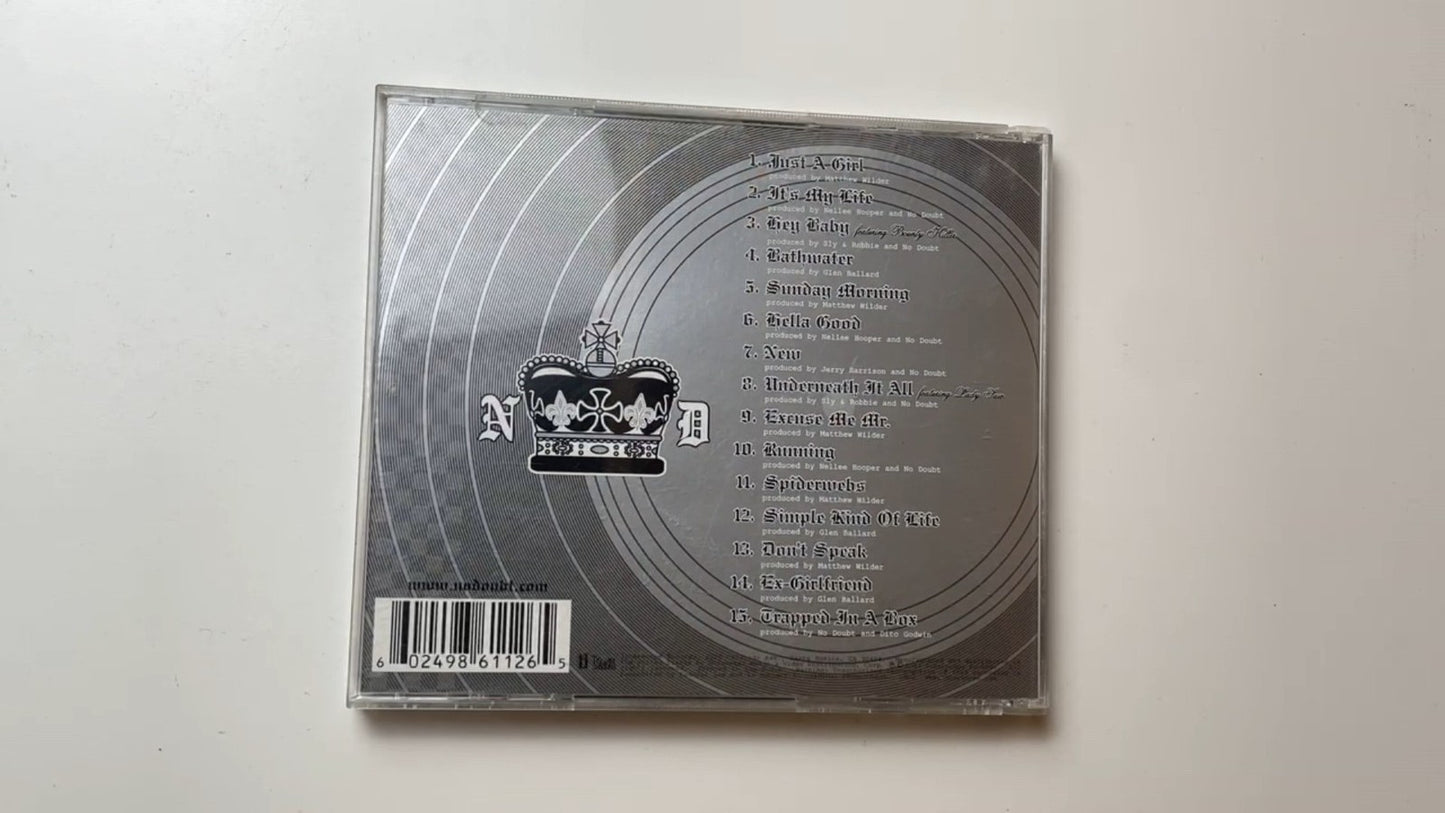 1. Just A Girl
produced by Matthew Wilder
2. It's My Life
produced by Nellee Hooper and No Doubt
3. Hey Baby featuring Bounty Killer
produced by Sly & Robbie and No Doubt
4. Bathwater
produced by Glen Ballard
5. Sunday Morning
produced by Matthew Wilder
6. Hella Good
produced by Nellee Hooper and No Doubt
7. New
produced by Jerry Harrison and No Doubt
8. Underneath It All featuring Lady Saw
produced by Sly & Robbie and No Doubt
9. Excuse Me Mr.
produced by Matthew Wilder
10. Running
produced by Nellee Hooper and No Doubt
11. Spiderwebs
produced by Matthew Wilder
12. Simple Kind Of Life
produced by Glen Ballard
13. Don't Speak
produced by Matthew Wilder
14. Ex-Girlfriend
produced by Glen Ballard
15. Trapped In A Box
produced by No Doubt and Dito Godwin
N D
www.nodoubt.com
6 02498 61126 5